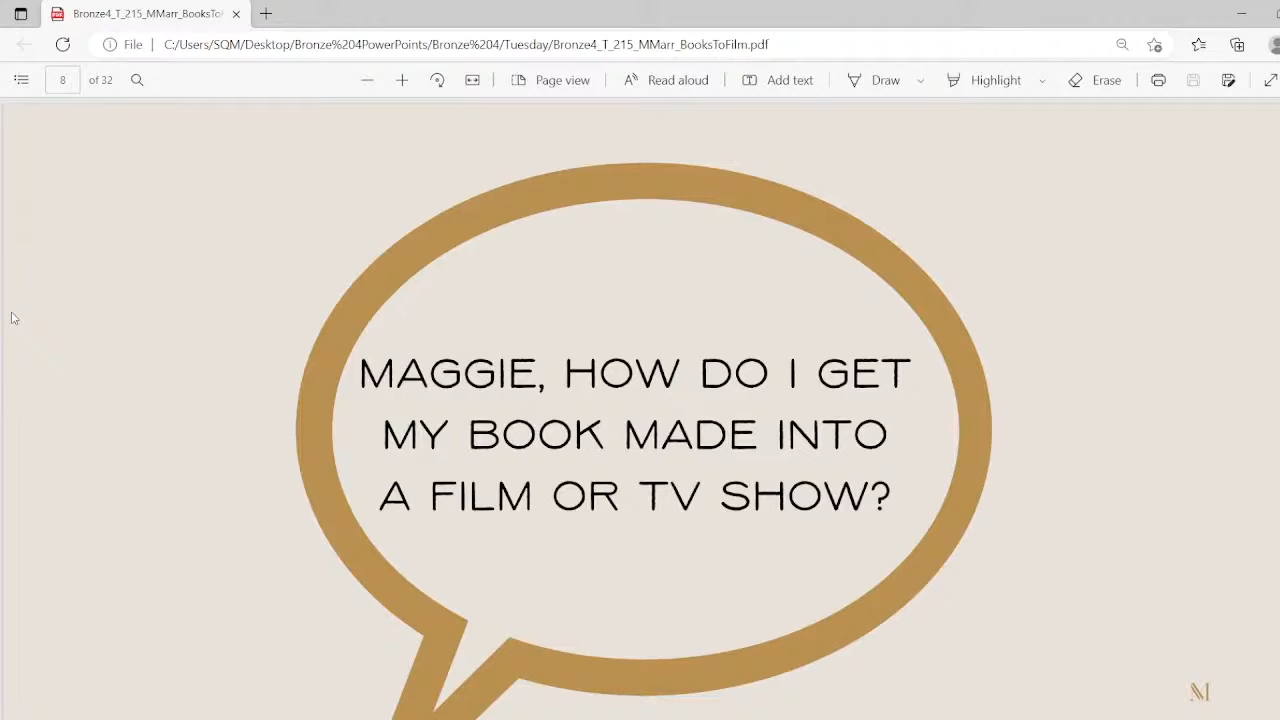 Bronze4_T_215_MMarr_BooksToF
File
C:/Users/SQM/Desktop/Bronze%204PowerPoints/Bronze%204/Tuesday/Bronze4_T_215_MMarr_BooksToFilm.pdf
8 of 32 Page view Read aloud Add text Draw Highlight Erase
MAGGIE, HOW DO I GET
MY BOOK MADE INTO
A FILM OR TV SHOW?
M